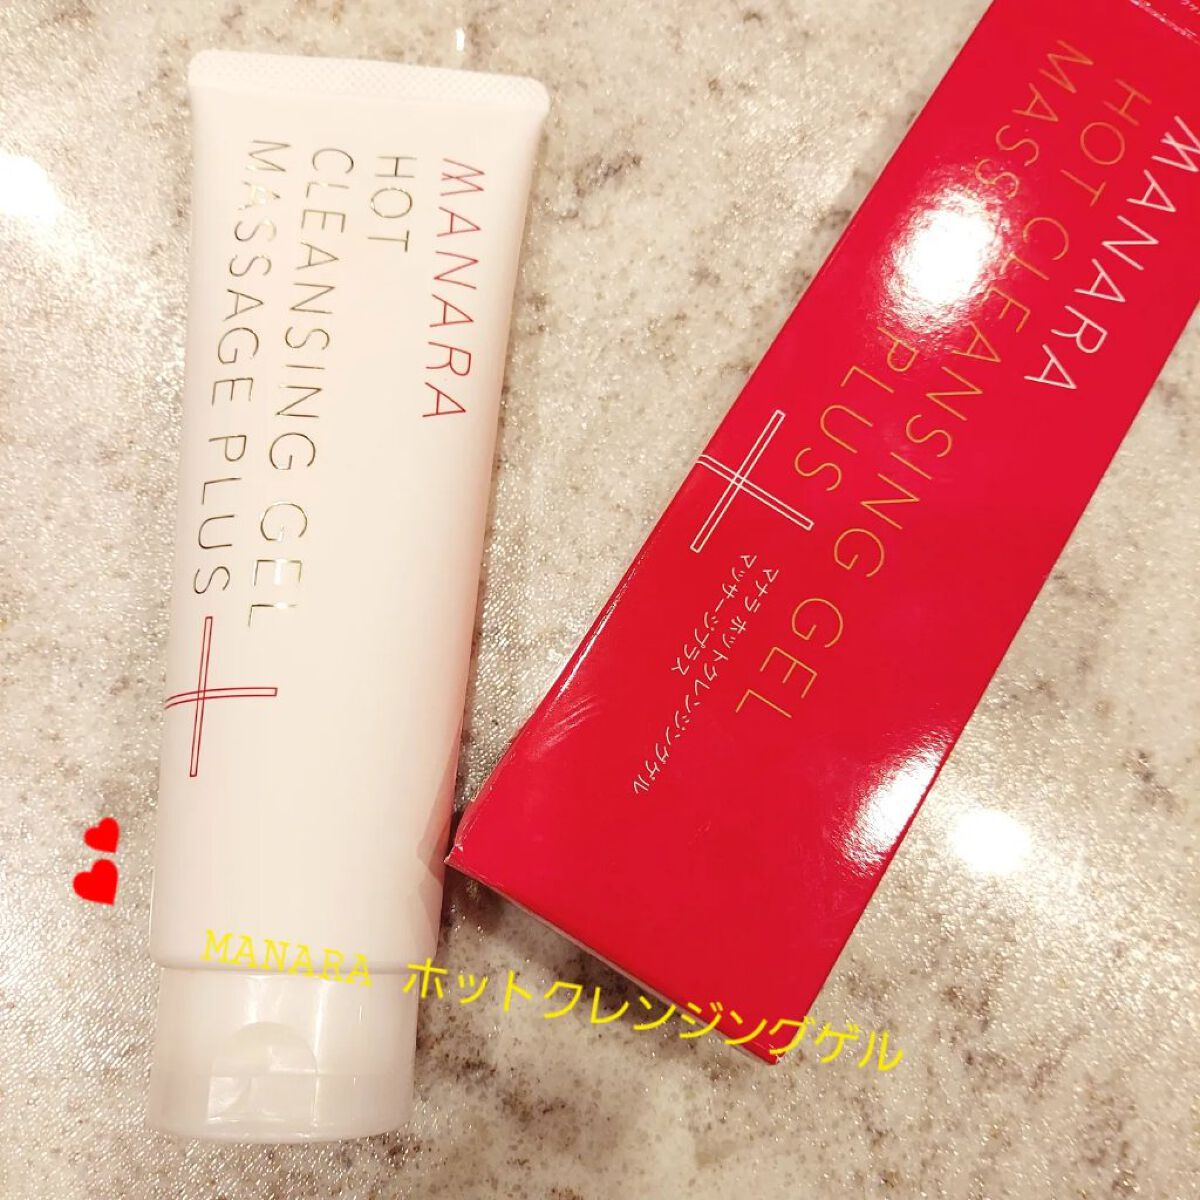 MANARA
HOT
CLEANSING GEL
MASSAGE PLUS
MANARA
HOT CLEANSING GEL
PLUS
マナラ ホットクレンジングゲル
マッサージプラス
MANARA ホットクレンジングゲル